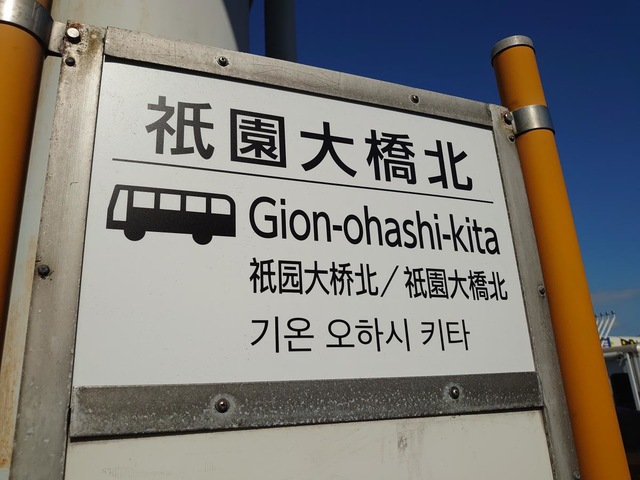 祇園大橋北
Gion-ohashi-kita
祇园大桥北／祇園大橋北
기온 오하시 키타